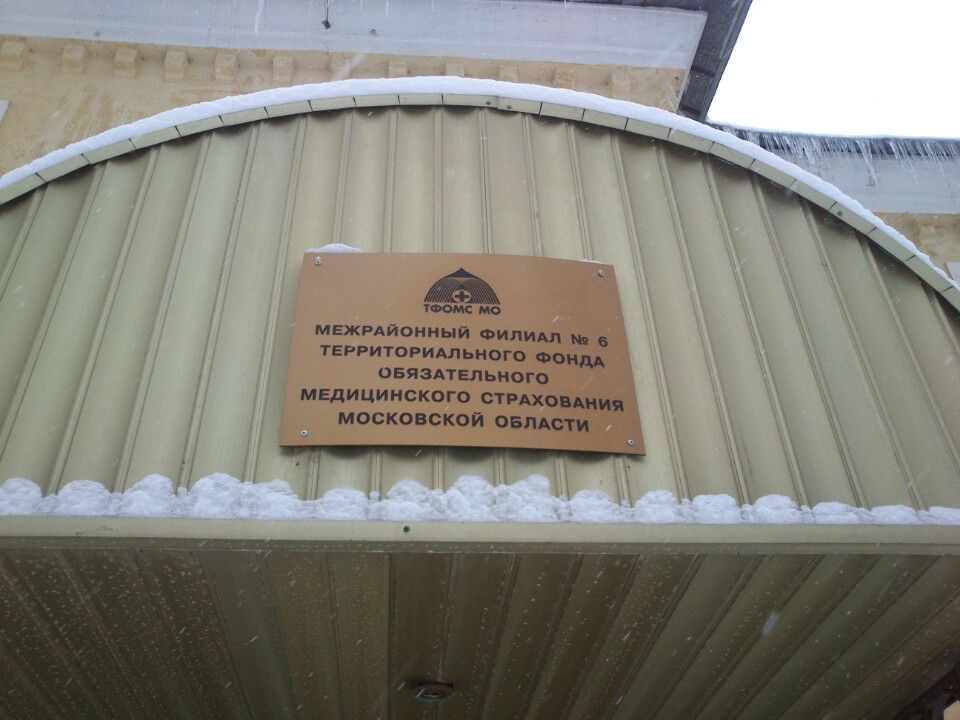 ТФОМС МО
МЕЖРАЙОННЫЙ ФИЛИАЛ № 6
ТЕРРИТОРИАЛЬНОГО ФОНДА
ОБЯЗАТЕЛЬНОГО
МЕДИЦИНСКОГО СТРАХОВАНИЯ
МОСКОВСКОЙ ОБЛАСТИ